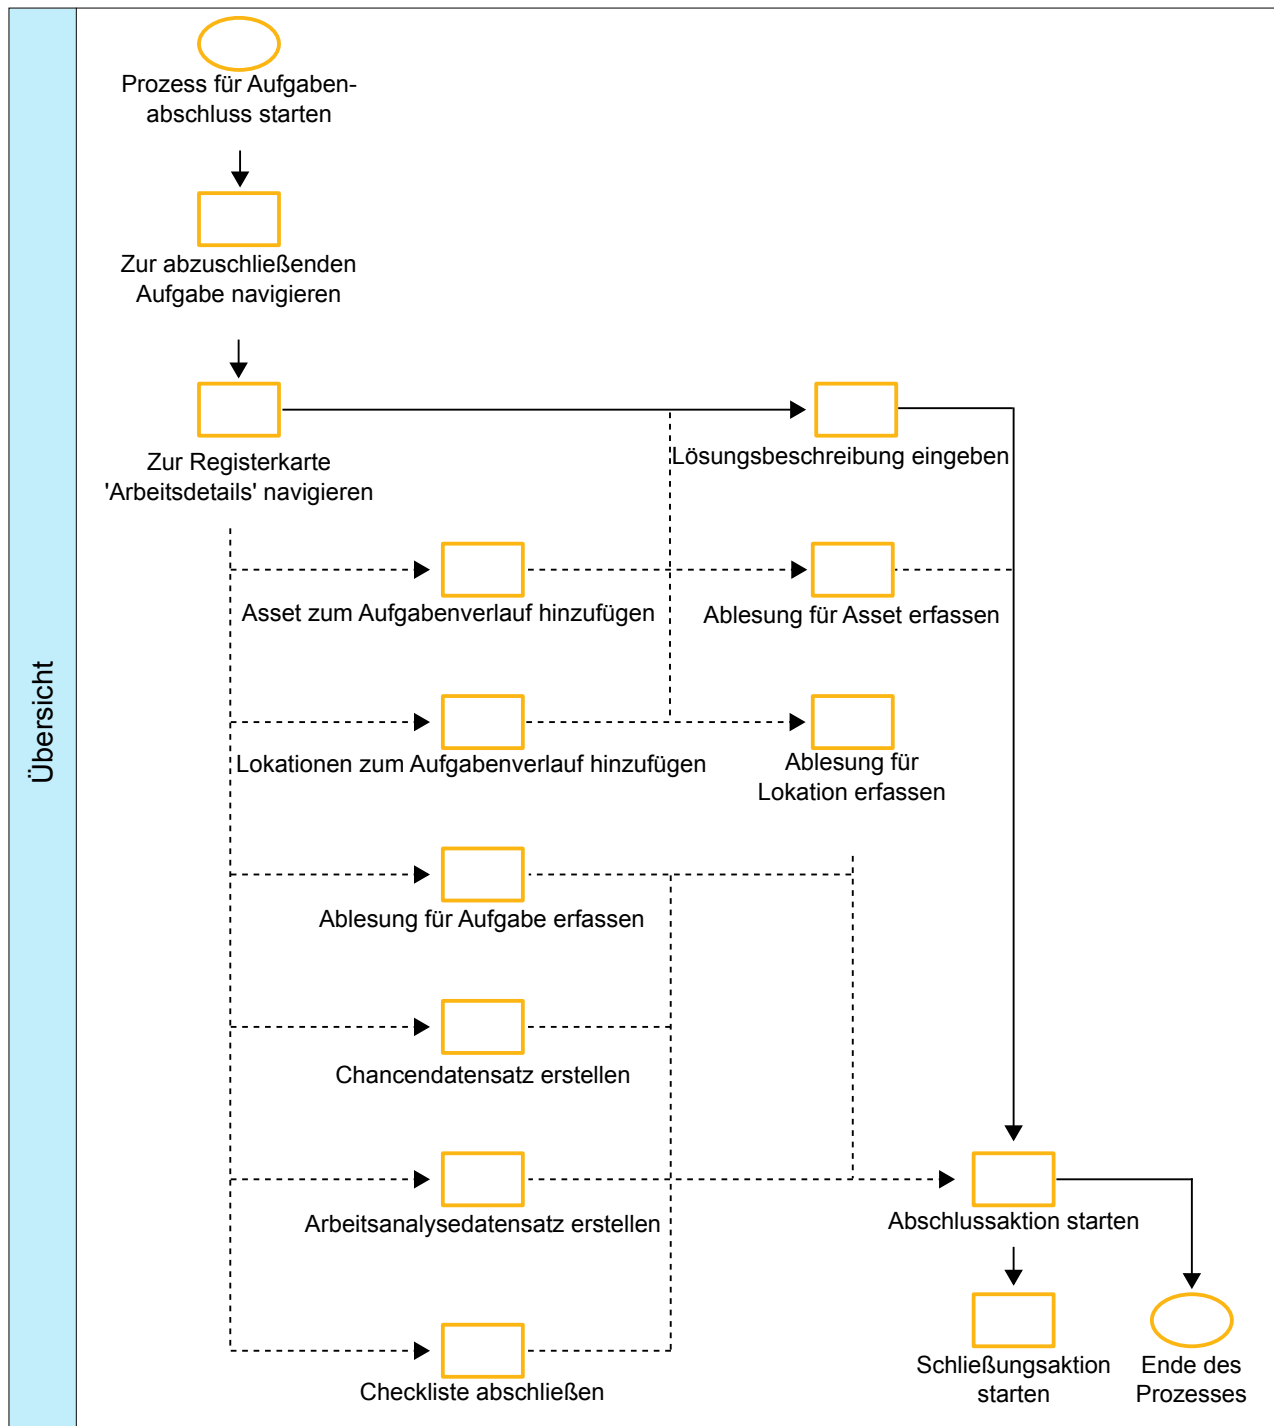 Übersicht
Prozess für Aufgaben-
abschluss starten
Zur abzuschließenden
Aufgabe navigieren
Zur Registerkarte
'Arbeitsdetails' navigieren
Lösungsbeschreibung eingeben
Asset zum Aufgabenverlauf hinzufügen
Ablesung für Asset erfassen
Lokationen zum Aufgabenverlauf hinzufügen
Ablesung für
Lokation erfassen
Ablesung für Aufgabe erfassen
Chancendatensatz erstellen
Arbeitsanalysedatensatz erstellen
Abschlussaktion starten
Checkliste abschließen
Schließungsaktion
starten
Ende des
Prozesses